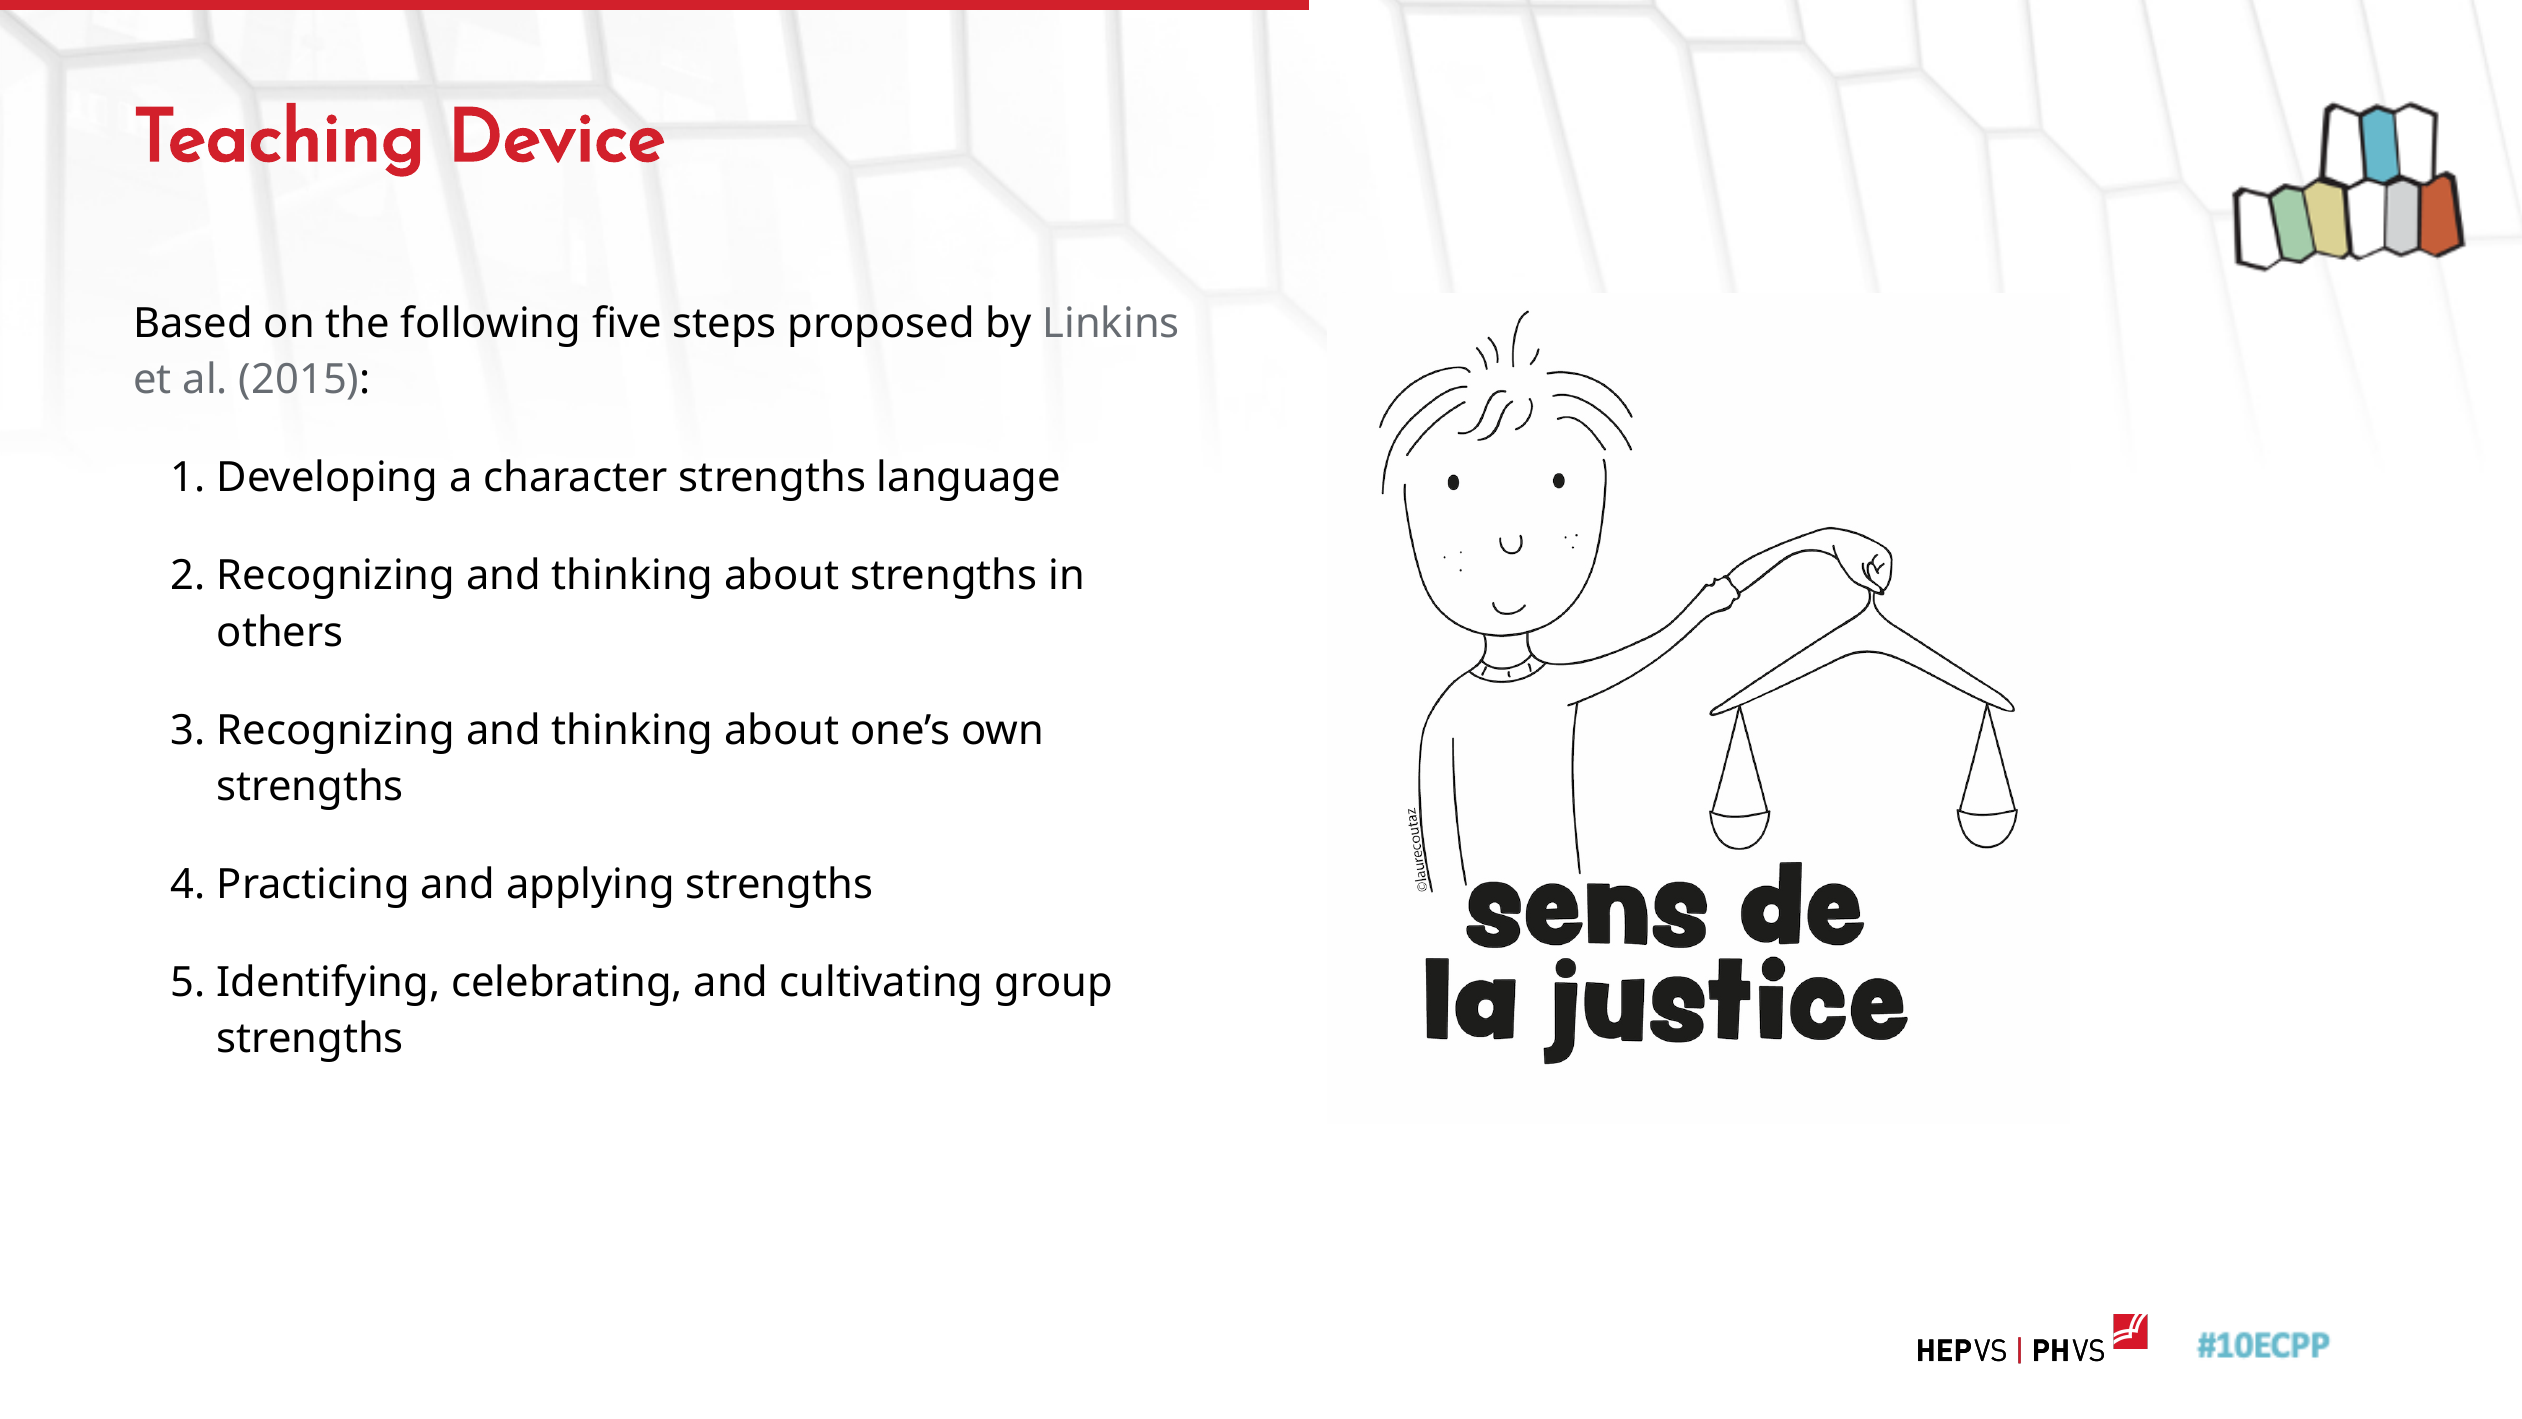 Teaching Device
Based on the following five steps proposed by Linkins
et al. (2015):
1. Developing a character strengths language
2. Recognizing and thinking about strengths in
others
3. Recognizing and thinking about one’s own
strengths
4. Practicing and applying strengths
5. Identifying, celebrating, and cultivating group
strengths
©laurecoutaz
sens de
la justice
HEPVS | PHVS
#10ECPP